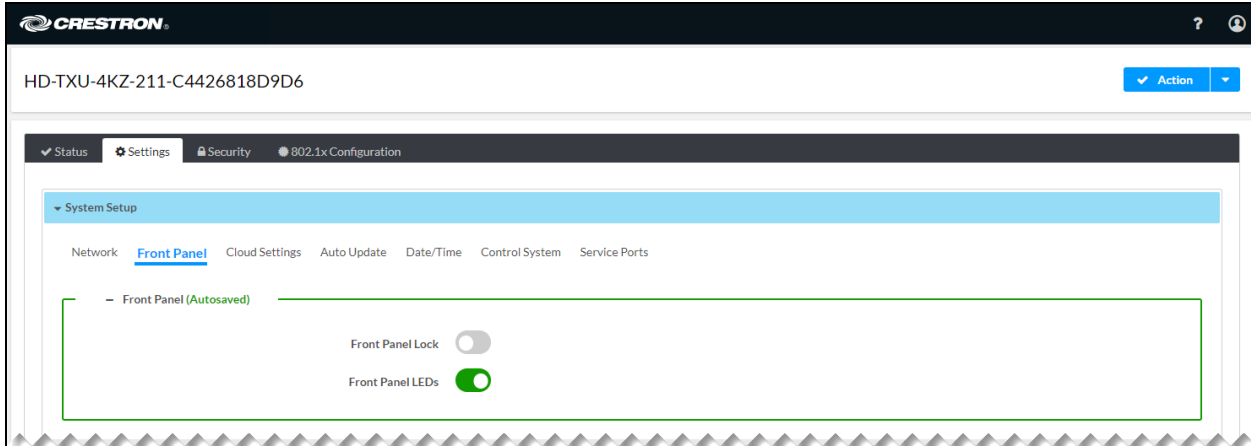 CRESTRON®
?
HD-TXU-4KZ-211-C4426818D9D6
Action
Status Settings Security 802.1x Configuration
System Setup
Network Front Panel Cloud Settings Auto Update Date/Time Control System Service Ports
– Front Panel (Autosaved)
Front Panel Lock
Front Panel LEDs